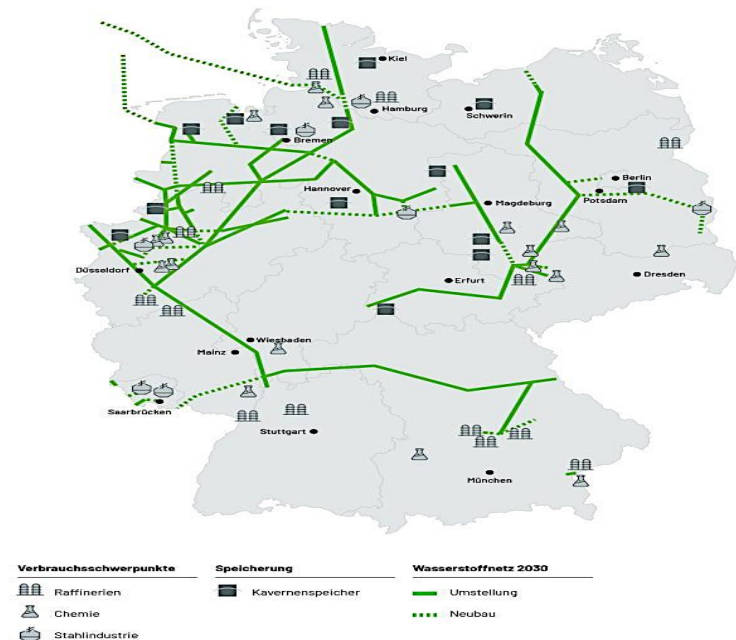 Kiel
Hamburg
Schwerin
Bremen
Berlin
Hannover
Potsdam
Magdeburg
Düsseldorf
Erfurt
Dresden
Wiesbaden
Mainz
Saarbrücken
Stuttgart
München
Verbrauchsschwerpunkte
Raffinerien
Chemie
Stahlindustrie
Speicherung
Kavernenspeicher
Wasserstoffnetz 2030
Umstellung
Neubau